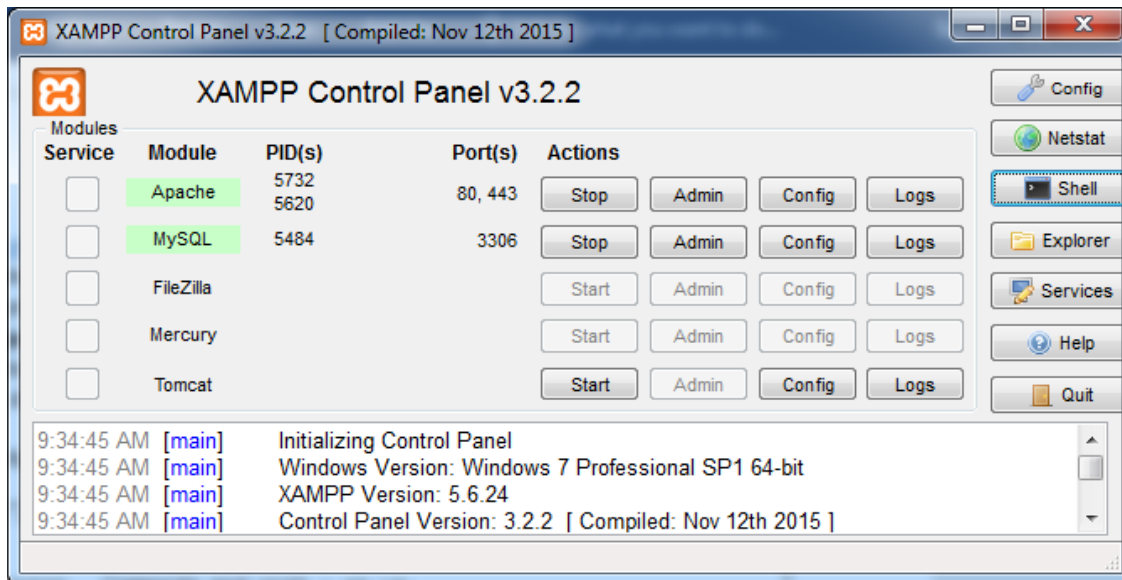 XAMPP Control Panel v3.2.2 [ Compiled: Nov 12th 2015 ]
XAMPP Control Panel v3.2.2
Config
Netstat
Shell
Explorer
Services
Help
Quit
Modules
Service Module PID(s) Port(s) Actions
Apache 5732 5620 80, 443 Stop Admin Config Logs
MySQL 5484 3306 Stop Admin Config Logs
FileZilla Start Admin Config Logs
Mercury Start Admin Config Logs
Tomcat Start Admin Config Logs
9:34:45 AM [main] Initializing Control Panel
9:34:45 AM [main] Windows Version: Windows 7 Professional SP1 64-bit
9:34:45 AM [main] XAMPP Version: 5.6.24
9:34:45 AM [main] Control Panel Version: 3.2.2 [ Compiled: Nov 12th 2015 ]